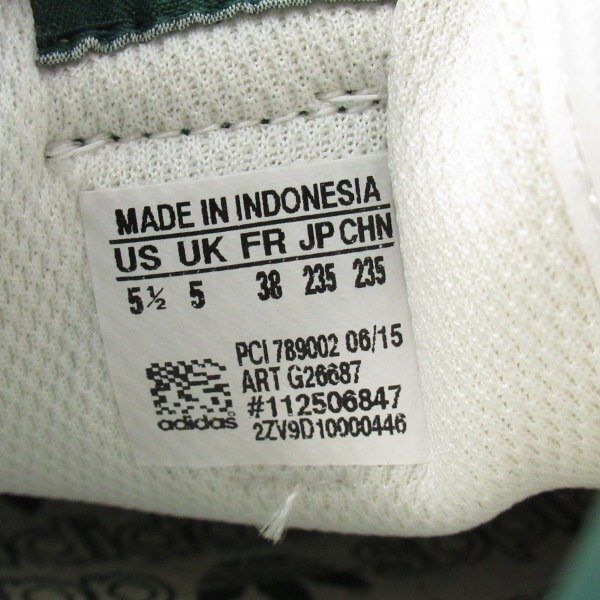 MADE IN INDONESIA
US UK FR JP CHN
5½ 5 38 235 235
PCI 789002 06/15
ART G26687
#112506847
adidas 2ZV9D10000446